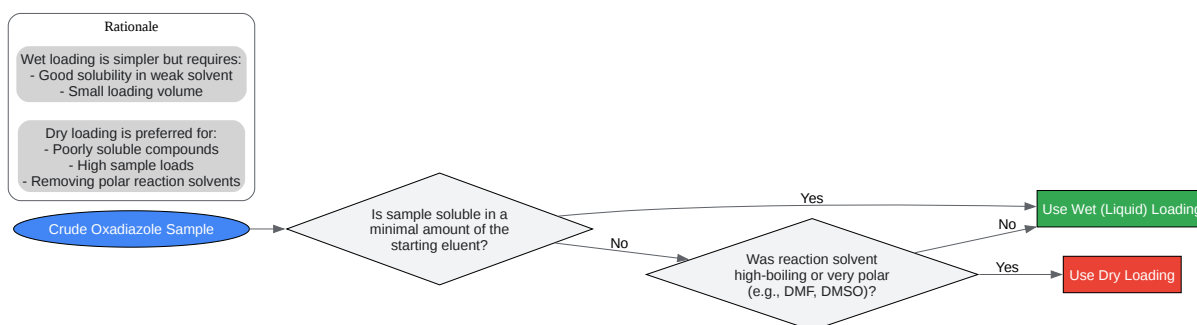 Rationale
Wet loading is simpler but requires:
- Good solubility in weak solvent
- Small loading volume
Dry loading is preferred for:
- Poorly soluble compounds
- High sample loads
- Removing polar reaction solvents
Crude Oxadiazole Sample
Is sample soluble in a
minimal amount of the
starting eluent?
Yes
No
Was reaction solvent
high-boiling or very polar
(e.g., DMF, DMSO)?
No
Yes
Use Wet (Liquid) Loading
Use Dry Loading